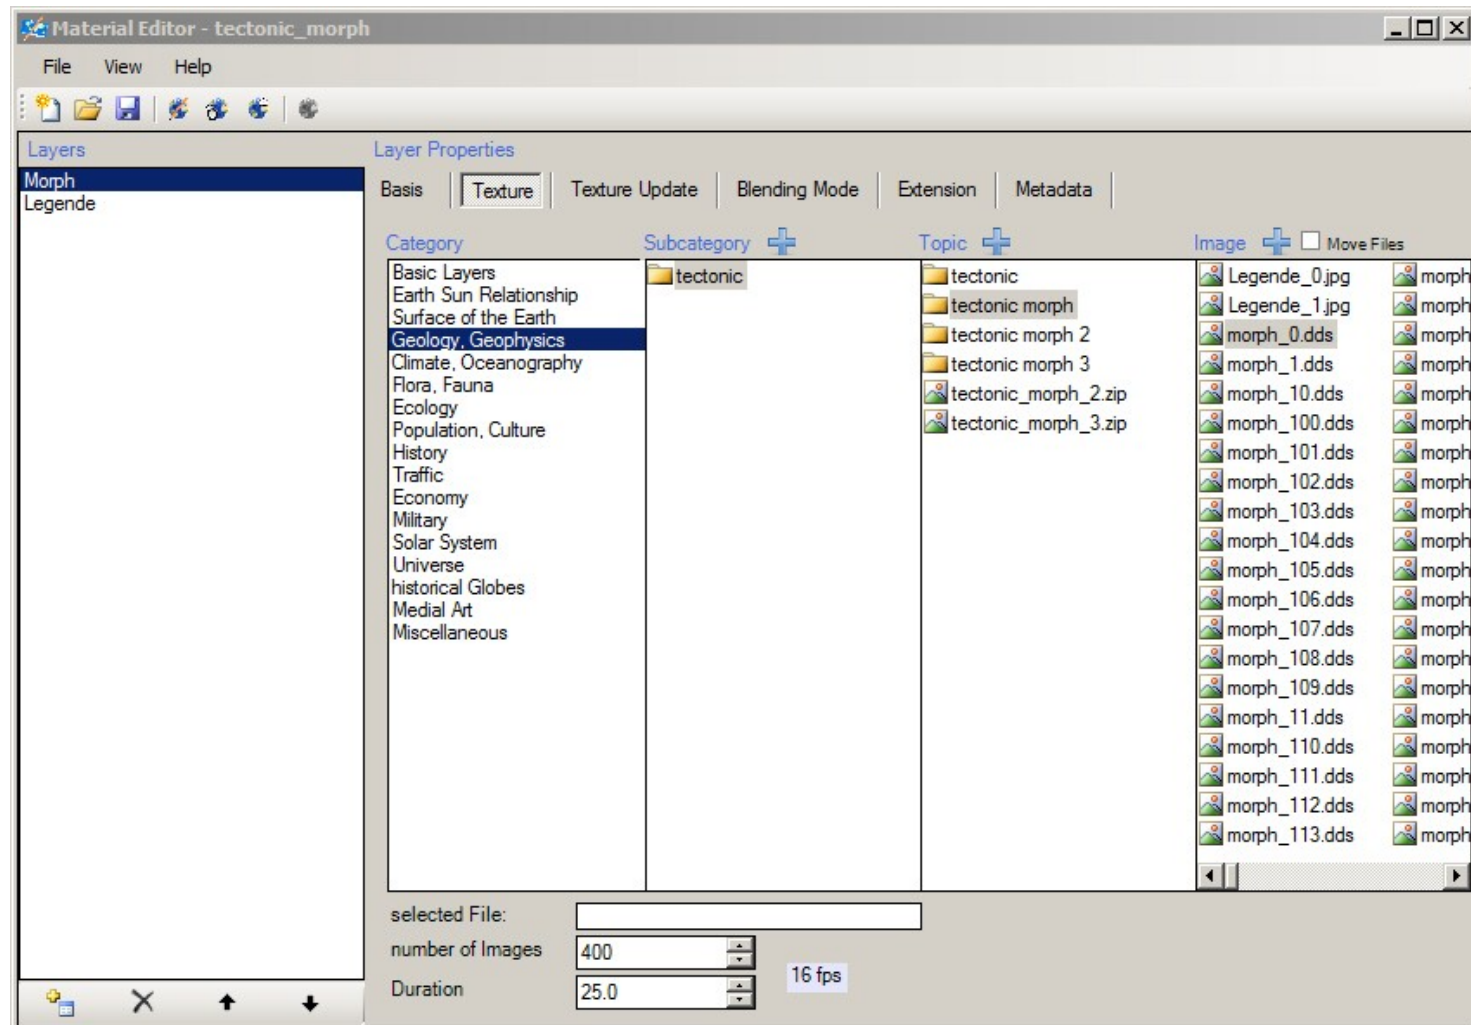 Material Editor - tectonic_morph
File View Help
Layers
Morph
Legende
Layer Properties
Basis Texture Texture Update Blending Mode Extension Metadata
Category
Basic Layers
Earth Sun Relationship
Surface of the Earth
Geology, Geophysics
Climate, Oceanography
Flora, Fauna
Ecology
Population, Culture
History
Traffic
Economy
Military
Solar System
Universe
historical Globes
Medial Art
Miscellaneous
Subcategory
tectonic
Topic
tectonic
tectonic morph
tectonic morph 2
tectonic morph 3
tectonic_morph_2.zip
tectonic_morph_3.zip
Image Move Files
Legende_0.jpg morph
Legende_1.jpg morph
morph_0.dds morph
morph_1.dds morph
morph_10.dds morph
morph_100.dds morph
morph_101.dds morph
morph_102.dds morph
morph_103.dds morph
morph_104.dds morph
morph_105.dds morph
morph_106.dds morph
morph_107.dds morph
morph_108.dds morph
morph_109.dds morph
morph_11.dds morph
morph_110.dds morph
morph_111.dds morph
morph_112.dds morph
morph_113.dds morph
selected File:
number of Images 400
Duration 25.0
16 fps